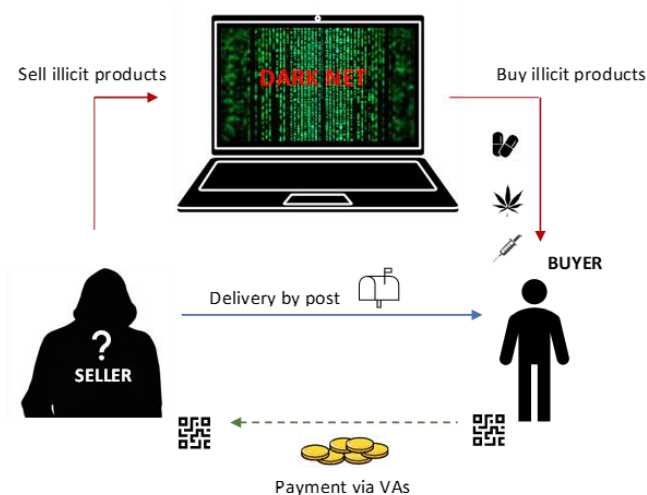 Sell illicit products
DARK NET
Buy illicit products
BUYER
Delivery by post
?
SELLER
Payment via VAs